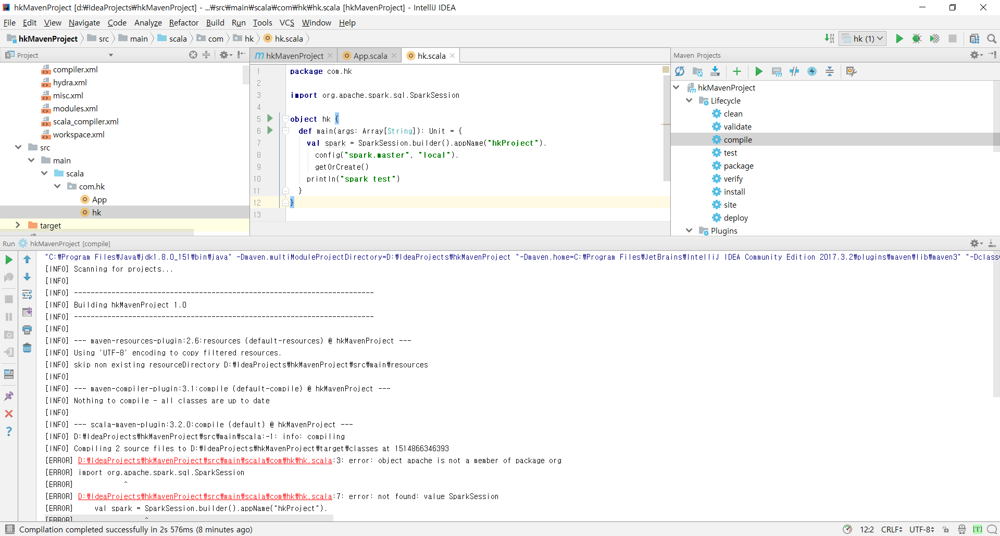 hkMavenProject [d:₩IdeaProjects₩hkMavenProject] - ...₩src₩main₩scala₩com₩hk₩hk.scala [hkMavenProject] - IntelliJ IDEA
File Edit View Navigate Code Analyze Refactor Build Run Tools VCS Window Help
hkMavenProject src main scala com hk hk.scala
hk (1)
Project
compiler.xml
hydra.xml
misc.xml
modules.xml
scala_compiler.xml
workspace.xml
src
main
scala
com.hk
App
hk
target
hkMavenProject App.scala hk.scala
1 package com.hk
2
3 import org.apache.spark.sql.SparkSession
4
5 object hk {
6 def main(args: Array[String]): Unit = {
7 val spark = SparkSession.builder().appName("hkProject").
8 config("spark.master", "local").
9 getOrCreate()
10 println("spark test")
11 }
12 }
13
Maven Projects
hkMavenProject
Lifecycle
clean
validate
compile
test
package
verify
install
site
deploy
Plugins
Run hkMavenProject [compile]
"C:₩Program Files₩Java₩jdk1.8.0_151₩bin₩java" -Dmaven.multiModuleProjectDirectory=D:₩IdeaProjects₩hkMavenProject "-Dmaven.home=C:₩Program Files₩JetBrains₩IntelliJ IDEA Community Edition 2017.3.2₩plugins₩maven₩lib₩maven3" "-Dclass
[INFO] Scanning for projects...
[INFO]
[INFO] ------------------------------------------------------------------------
[INFO] Building hkMavenProject 1.0
[INFO] ------------------------------------------------------------------------
[INFO]
[INFO] --- maven-resources-plugin:2.6:resources (default-resources) @ hkMavenProject ---
[INFO] Using 'UTF-8' encoding to copy filtered resources.
[INFO] skip non existing resourceDirectory D:₩IdeaProjects₩hkMavenProject₩src₩main₩resources
[INFO]
[INFO] --- maven-compiler-plugin:3.1:compile (default-compile) @ hkMavenProject ---
[INFO] Nothing to compile - all classes are up to date
[INFO]
[INFO] --- scala-maven-plugin:3.2.0:compile (default) @ hkMavenProject ---
[INFO] D:₩IdeaProjects₩hkMavenProject₩src₩main₩scala:-1: info: compiling
[INFO] Compiling 2 source files to D:₩IdeaProjects₩hkMavenProject₩target₩classes at 1514866346393
[ERROR] D:₩IdeaProjects₩hkMavenProject₩src₩main₩scala₩com₩hk₩hk.scala:3: error: object apache is not a member of package org
[ERROR] import org.apache.spark.sql.SparkSession
[ERROR] ^
[ERROR] D:₩IdeaProjects₩hkMavenProject₩src₩main₩scala₩com₩hk₩hk.scala:7: error: not found: value SparkSession
[ERROR] val spark = SparkSession.builder().appName("hkProject").
[ERROR] ^
Compilation completed successfully in 2s 576ms (8 minutes ago)
12:2 CRLF UTF-8 [T]